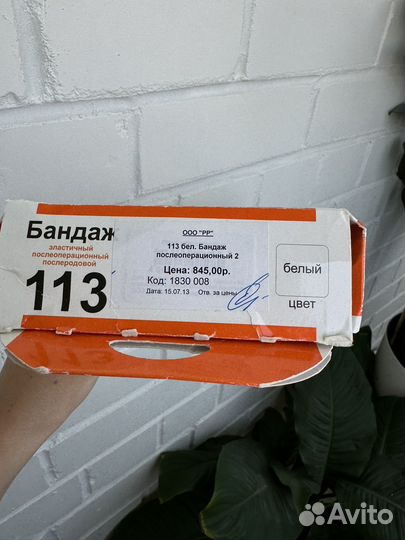 Бандаж
эластичный
послеоперационный
послеродовой
113
ООО "РР"
113 бел. Бандаж
послеоперационный 2
Цена: 845,00р.
Код: 1830 008
Дата: 15.07.13 Отв. за цены
белый
цвет
Avito